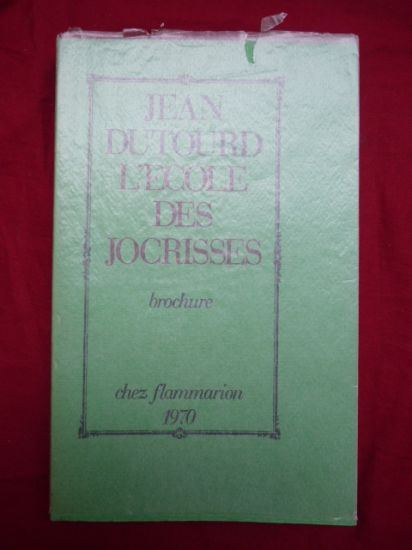 JEAN
DUTOURD
L'ECOLE
DES
JOCRISSES
brochure
chez flammarion
1970